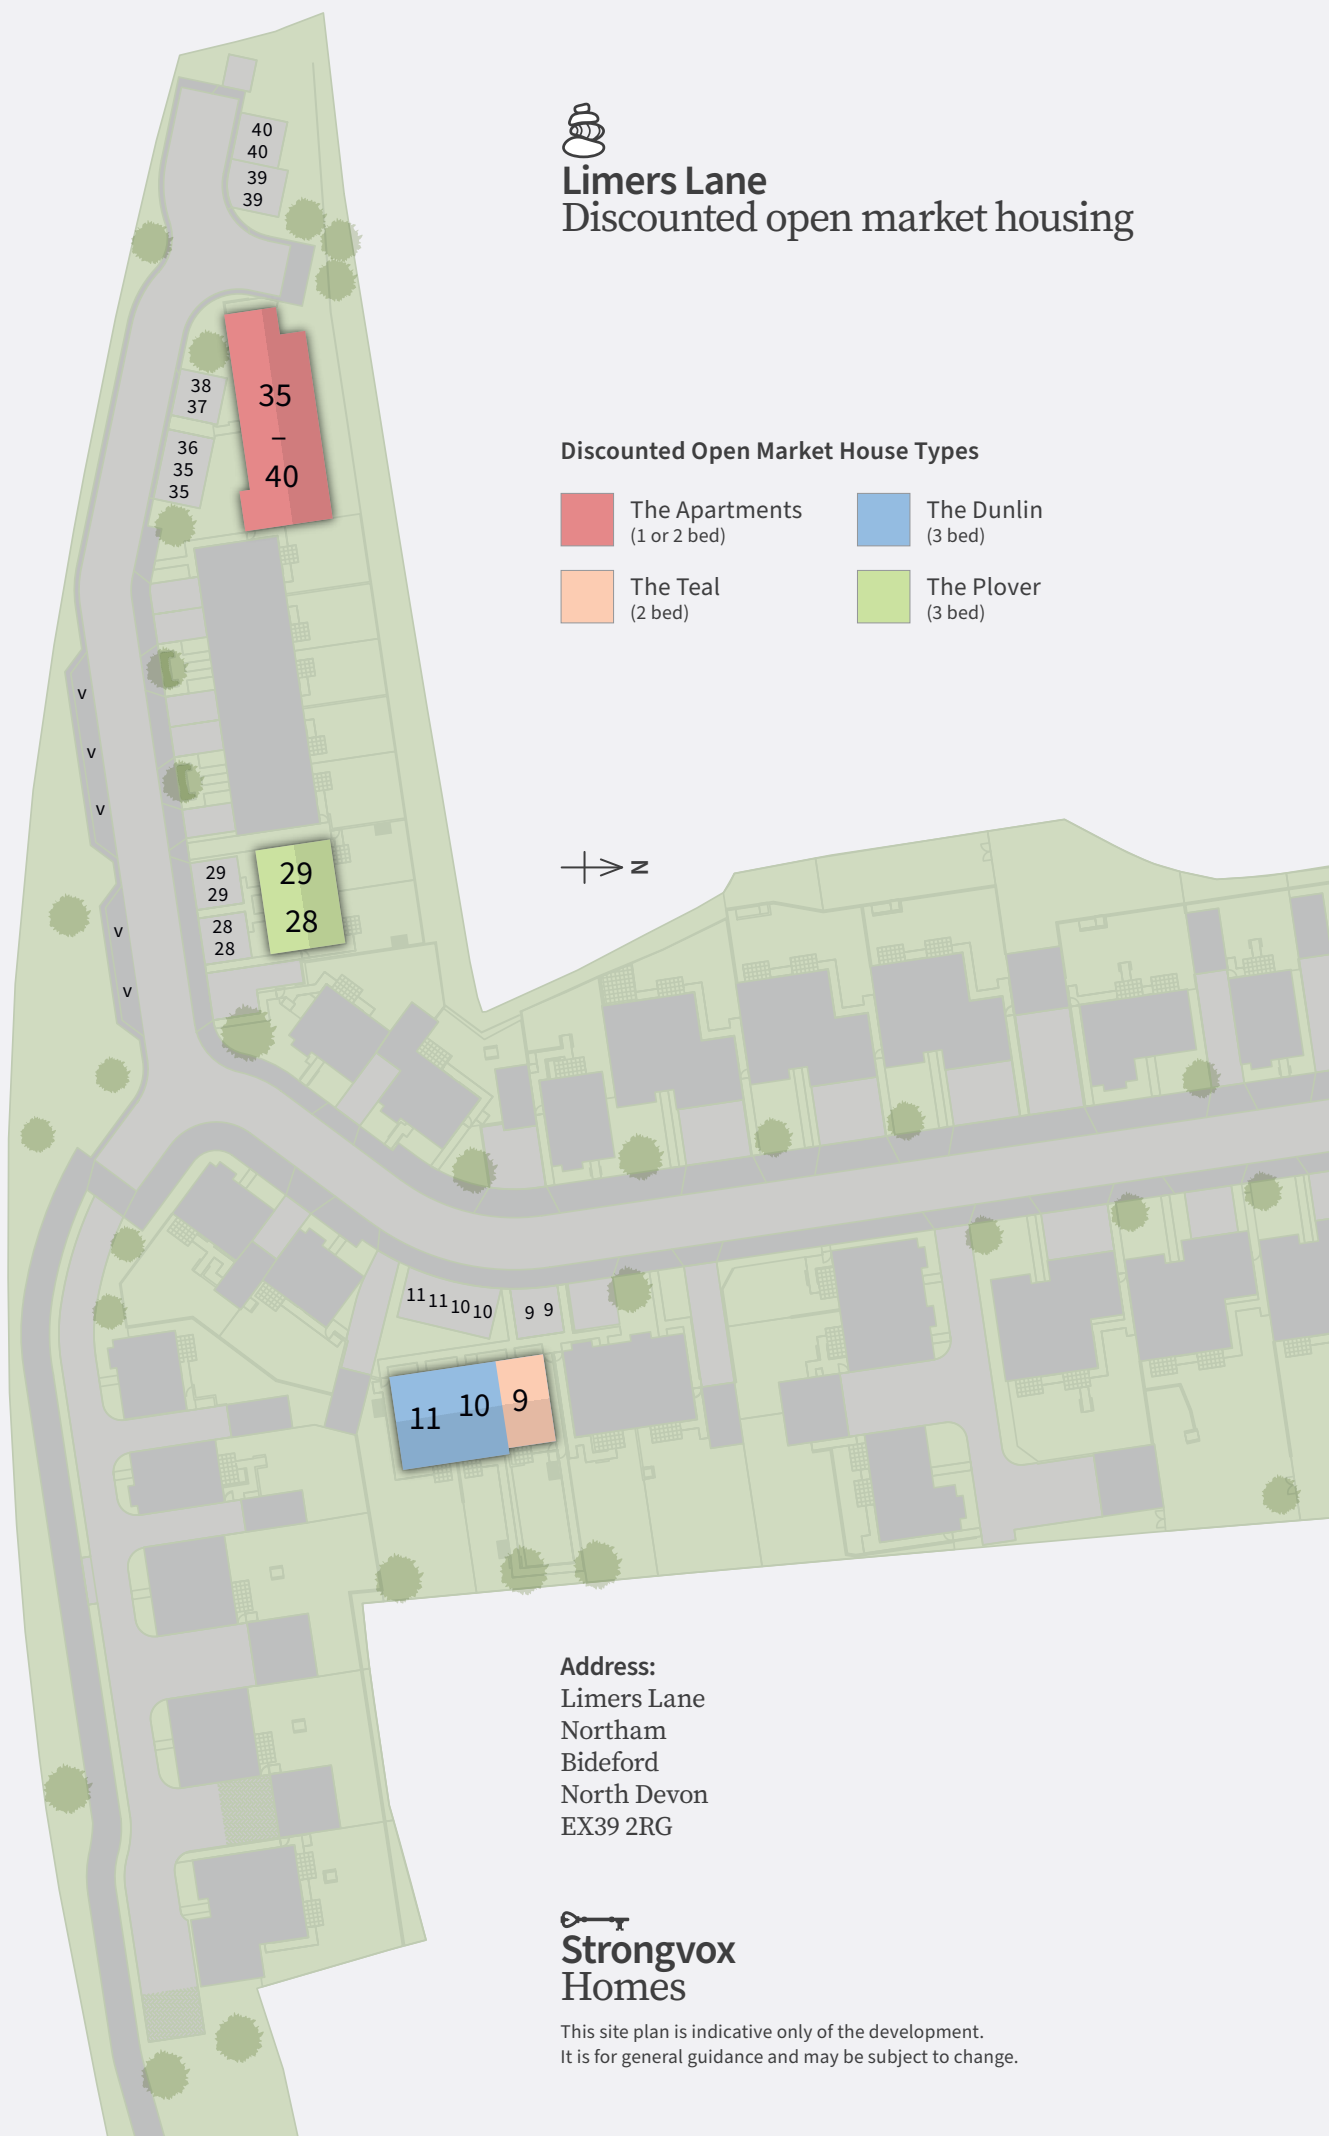 Limers Lane
Discounted open market housing
Discounted Open Market House Types
The Apartments
(1 or 2 bed)
The Dunlin
(3 bed)
The Teal
(2 bed)
The Plover
(3 bed)
40
40
39
39
35
–
40
38
37
36
35
35
v
v
v
v
v
29
29
28
28
29
28
N
11 11 10 10
9 9
11 10 9
Address:
Limers Lane
Northam
Bideford
North Devon
EX39 2RG
Strongvox
Homes
This site plan is indicative only of the development.
It is for general guidance and may be subject to change.